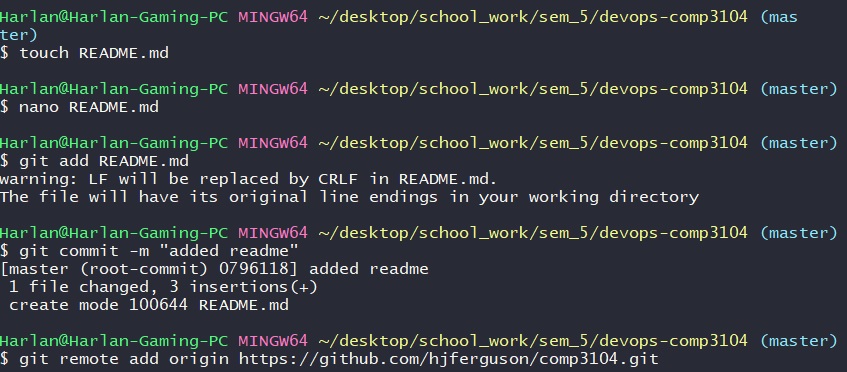 Harlan@Harlan-Gaming-PC MINGW64 ~/desktop/school_work/sem_5/devops-comp3104 (mas
ter)
$ touch README.md
Harlan@Harlan-Gaming-PC MINGW64 ~/desktop/school_work/sem_5/devops-comp3104 (master)
$ nano README.md
Harlan@Harlan-Gaming-PC MINGW64 ~/desktop/school_work/sem_5/devops-comp3104 (master)
$ git add README.md
warning: LF will be replaced by CRLF in README.md.
The file will have its original line endings in your working directory
Harlan@Harlan-Gaming-PC MINGW64 ~/desktop/school_work/sem_5/devops-comp3104 (master)
$ git commit -m "added readme"
[master (root-commit) 0796118] added readme
 1 file changed, 3 insertions(+)
 create mode 100644 README.md
Harlan@Harlan-Gaming-PC MINGW64 ~/desktop/school_work/sem_5/devops-comp3104 (master)
$ git remote add origin https://github.com/hjferguson/comp3104.git